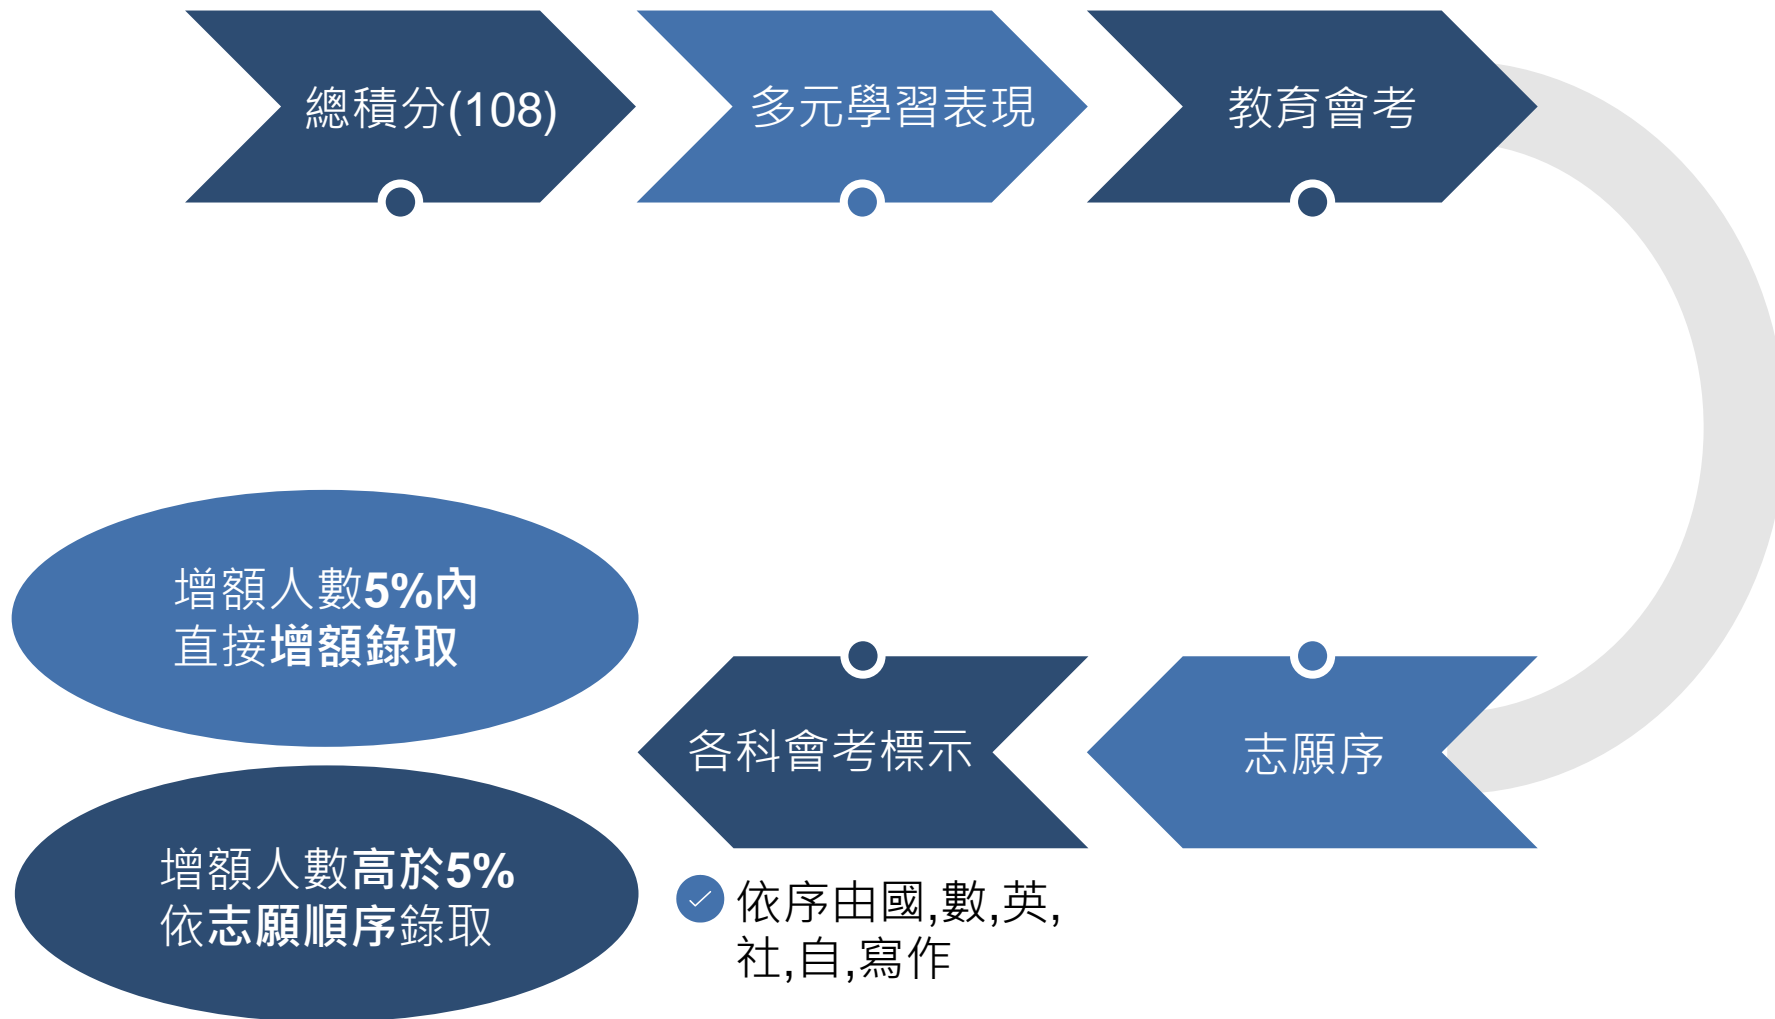 總積分(108)
多元學習表現
教育會考
志願序
各科會考標示
依序由國,數,英,
社,自,寫作
增額人數5%內
直接增額錄取
增額人數高於5%
依志願順序錄取